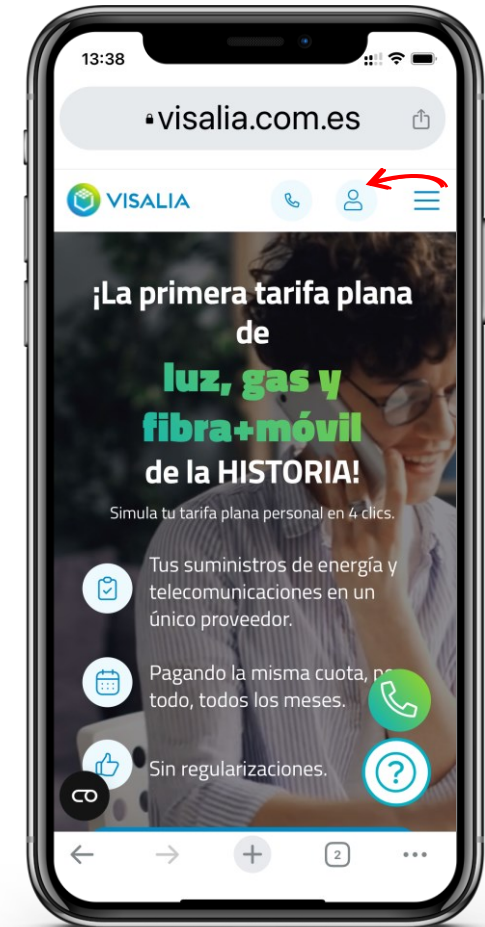 13:38
visalia.com.es
VISALIA
¡La primera tarifa plana
de
luz, gas y
fibra+móvil
de la HISTORIA!
Simula tu tarifa plana personal en 4 clics.
Tus suministros de energía y
telecomunicaciones en un
único proveedor.
Pagando la misma cuota,
todo, todos los meses.
Sin regularizaciones.
?
2